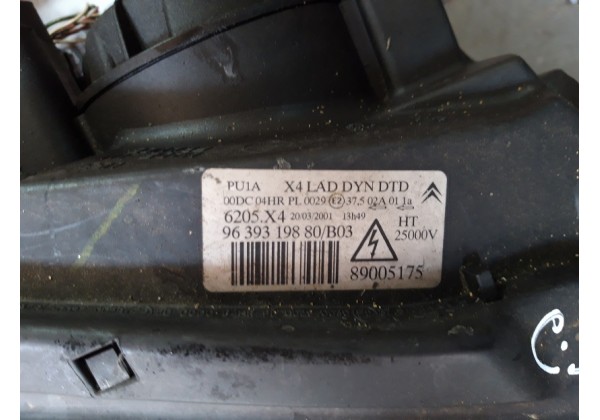 PU1A X4 LAD DYN DTD
00DC 04HR PL 0029 E2 37,5 02A 01 1a
6205.X4 20/03/2001 13h49
96 393 198 80/B03
HT
25000V
89005175